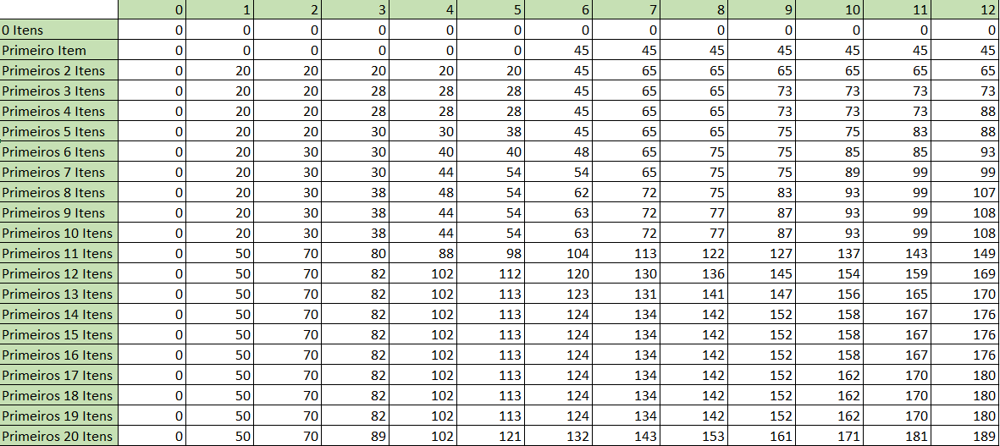 0 1 2 3 4 5 6 7 8 9 10 11 12
0 Itens 0 0 0 0 0 0 0 0 0 0 0 0 0
Primeiro Item 0 0 0 0 0 0 45 45 45 45 45 45 45
Primeiros 2 Itens 0 20 20 20 20 20 45 65 65 65 65 65 65
Primeiros 3 Itens 0 20 20 28 28 28 45 65 65 73 73 73 73
Primeiros 4 Itens 0 20 20 28 28 28 45 65 65 73 73 73 88
Primeiros 5 Itens 0 20 20 30 30 38 45 65 65 75 75 83 88
Primeiros 6 Itens 0 20 30 30 40 40 48 65 75 75 85 85 93
Primeiros 7 Itens 0 20 30 30 44 54 54 65 75 75 89 99 99
Primeiros 8 Itens 0 20 30 38 48 54 62 72 75 83 93 99 107
Primeiros 9 Itens 0 20 30 38 44 54 63 72 77 87 93 99 108
Primeiros 10 Itens 0 20 30 38 44 54 63 72 77 87 93 99 108
Primeiros 11 Itens 0 50 70 80 88 98 104 113 122 127 137 143 149
Primeiros 12 Itens 0 50 70 82 102 112 120 130 136 145 154 159 169
Primeiros 13 Itens 0 50 70 82 102 113 123 131 141 147 156 165 170
Primeiros 14 Itens 0 50 70 82 102 113 124 134 142 152 158 167 176
Primeiros 15 Itens 0 50 70 82 102 113 124 134 142 152 158 167 176
Primeiros 16 Itens 0 50 70 82 102 113 124 134 142 152 158 167 176
Primeiros 17 Itens 0 50 70 82 102 113 124 134 142 152 162 170 180
Primeiros 18 Itens 0 50 70 82 102 113 124 134 142 152 162 170 180
Primeiros 19 Itens 0 50 70 82 102 113 124 134 142 152 162 170 180
Primeiros 20 Itens 0 50 70 89 102 121 132 143 153 161 171 181 189